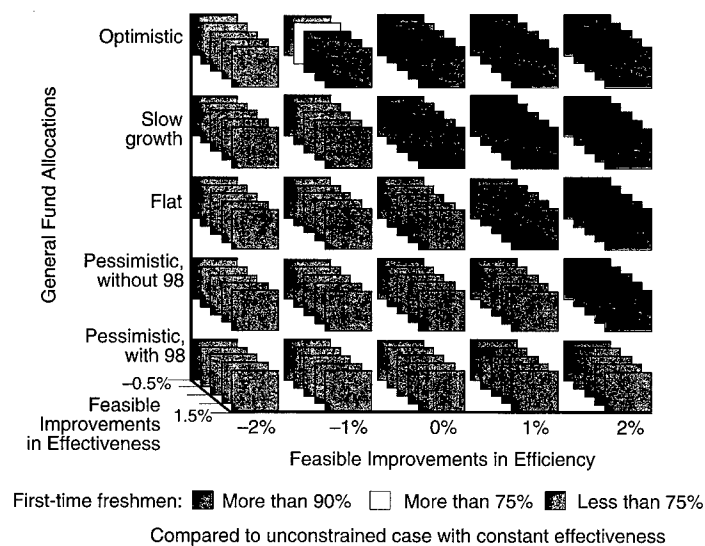 General Fund Allocations
Optimistic
Slow
growth
Flat
Pessimistic,
without 98
Pessimistic,
with 98
−0.5%
Feasible
Improvements
in Effectiveness
1.5%
−2% −1% 0% 1% 2%
Feasible Improvements in Efficiency
First-time freshmen: More than 90% More than 75% Less than 75%
Compared to unconstrained case with constant effectiveness